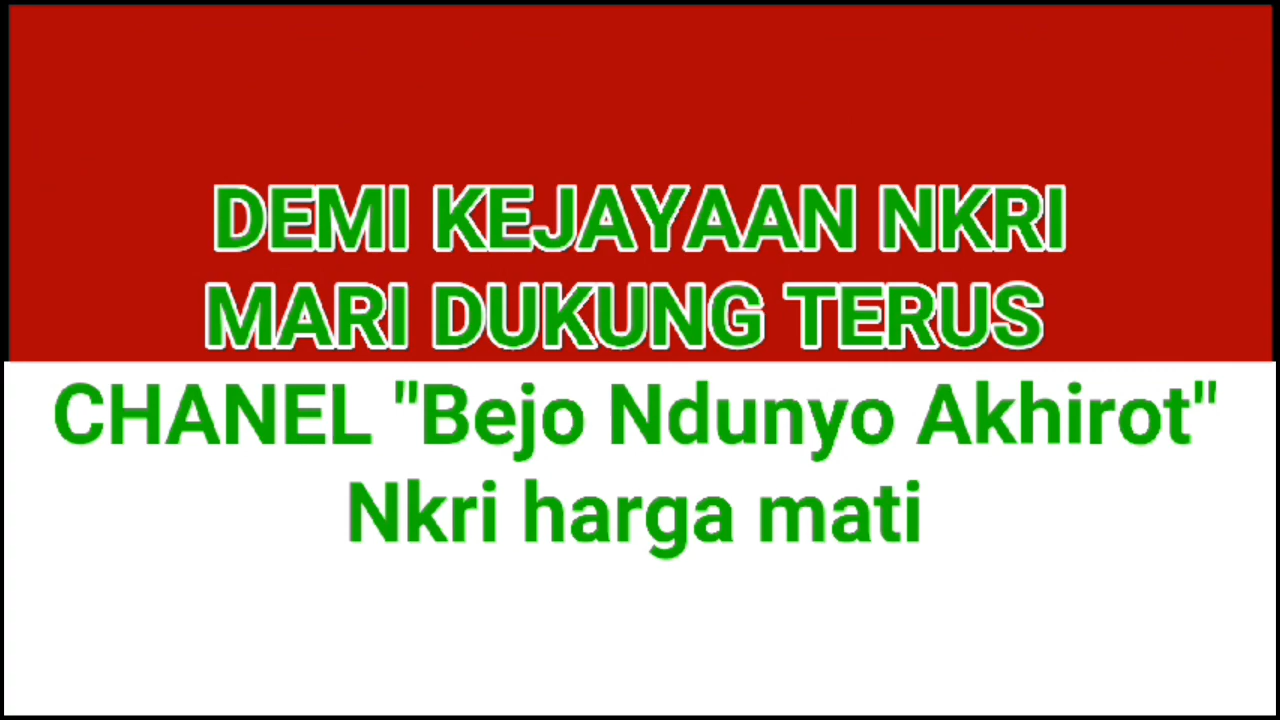 DEMI KEJAYAAN NKRI
MARI DUKUNG TERUS
CHANEL "Bejo Ndunyo Akhirot"
Nkri harga mati